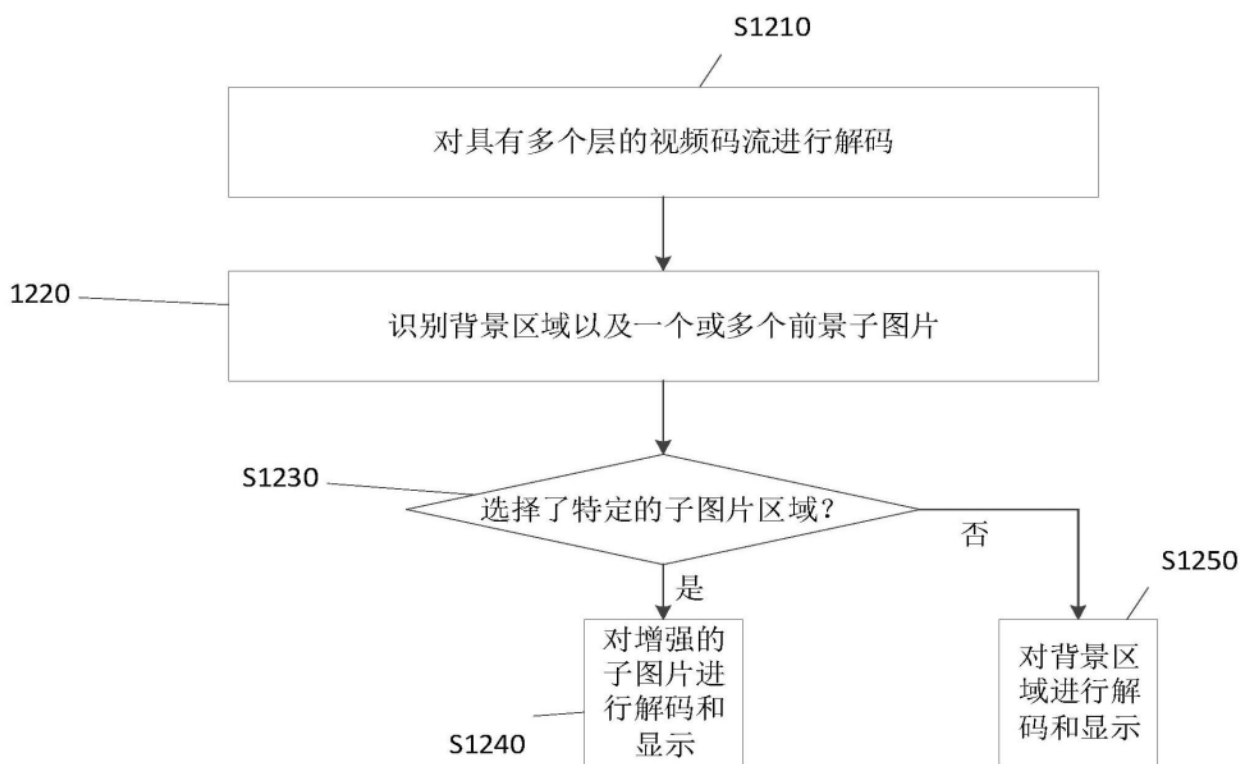 S1210
对具有多个层的视频码流进行解码
1220
识别背景区域以及一个或多个前景子图片
S1230
选择了特定的子图片区域？
否
是
S1250
对增强的
子图片进
行解码和
显示
S1240
对背景区
域进行解
码和显示